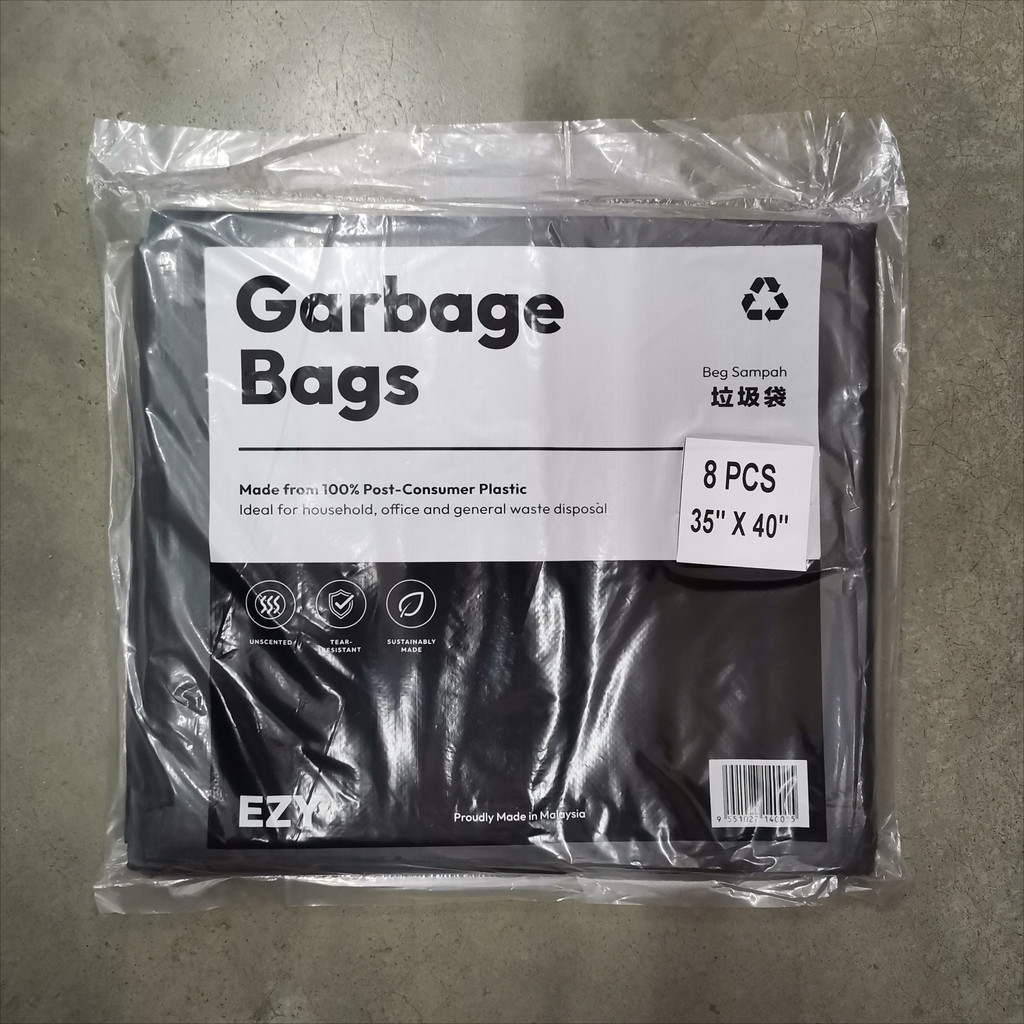 Garbage
Bags
Beg Sampah
垃圾袋
8 PCS
35" X 40"
Made from 100% Post-Consumer Plastic
Ideal for household, office and general waste disposal
UNSCENTED
TEAR-
RESISTANT
SUSTAINABLY
MADE
EZY
Proudly Made in Malaysia